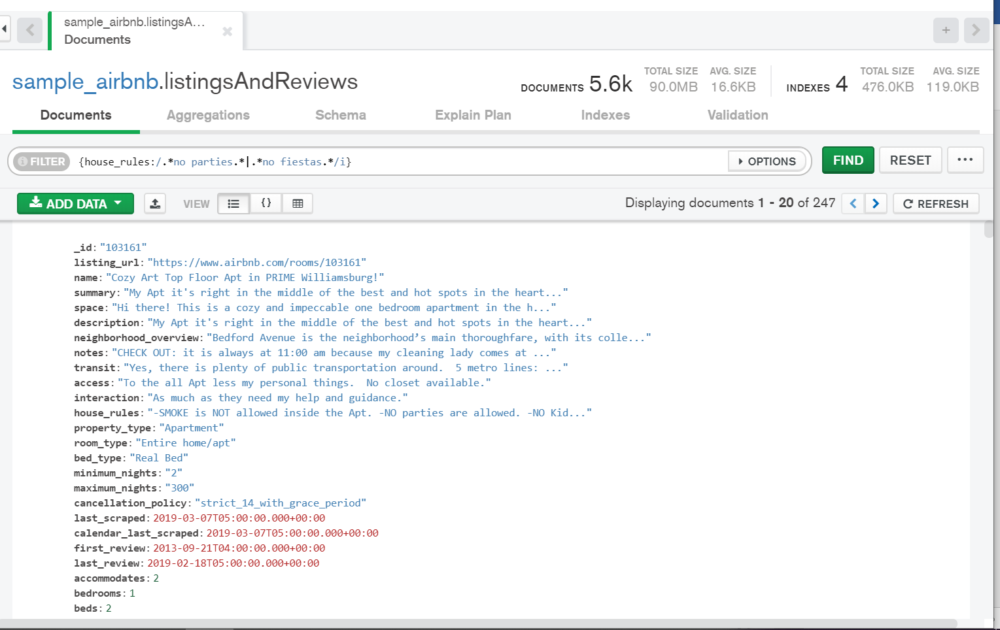 sample_airbnb.listingsA...
Documents
sample_airbnb.listingsAndReviews
DOCUMENTS 5.6k TOTAL SIZE 90.0MB AVG. SIZE 16.6KB INDEXES 4 TOTAL SIZE 476.0KB AVG. SIZE 119.0KB
Documents Aggregations Schema Explain Plan Indexes Validation
FILTER {house_rules:/.*no parties.*|.*no fiestas.*/i} OPTIONS FIND RESET ...
ADD DATA VIEW {} Displaying documents 1 - 20 of 247 < > REFRESH
_id: "103161"
listing_url: "https://www.airbnb.com/rooms/103161"
name: "Cozy Art Top Floor Apt in PRIME Williamsburg!"
summary: "My Apt it's right in the middle of the best and hot spots in the heart..."
space: "Hi there! This is a cozy and impeccable one bedroom apartment in the h..."
description: "My Apt it's right in the middle of the best and hot spots in the heart..."
neighborhood_overview: "Bedford Avenue is the neighborhood’s main thoroughfare, with its colle..."
notes: "CHECK OUT: it is always at 11:00 am because my cleaning lady comes at ..."
transit: "Yes, there is plenty of public transportation around.  5 metro lines: ..."
access: "To the all Apt less my personal things.  No closet available."
interaction: "As much as they need my help and guidance."
house_rules: "-SMOKE is NOT allowed inside the Apt. -NO parties are allowed. -NO Kid..."
property_type: "Apartment"
room_type: "Entire home/apt"
bed_type: "Real Bed"
minimum_nights: "2"
maximum_nights: "300"
cancellation_policy: "strict_14_with_grace_period"
last_scraped: 2019-03-07T05:00:00.000+00:00
calendar_last_scraped: 2019-03-07T05:00:00.000+00:00
first_review: 2013-09-21T04:00:00.000+00:00
last_review: 2019-02-18T05:00:00.000+00:00
accommodates: 2
bedrooms: 1
beds: 2